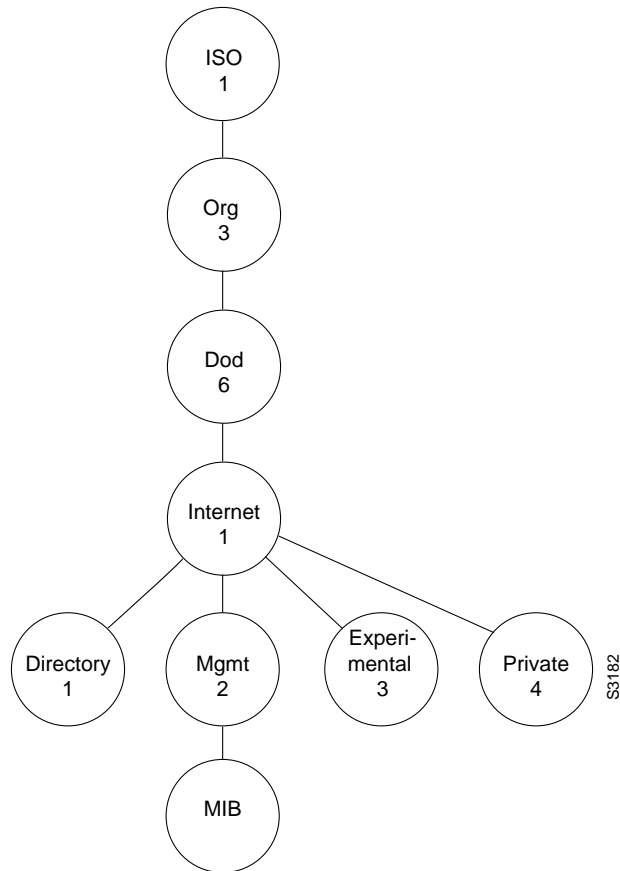 ISO
1
Org
3
Dod
6
Internet
1
Directory
1
Mgmt
2
Experi-
mental
3
Private
4
S3182
MIB